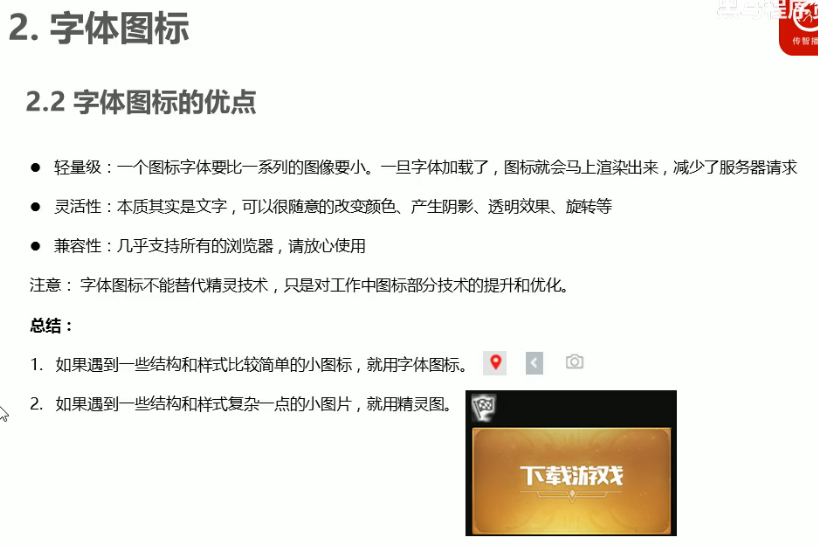 2. 字体图标
2.2 字体图标的优点
● 轻量级：一个图标字体要比一系列的图像要小。一旦字体加载了，图标就会马上渲染出来，减少了服务器请求
● 灵活性：本质其实是文字，可以很随意的改变颜色、产生阴影、透明效果、旋转等
● 兼容性：几乎支持所有的浏览器，请放心使用
注意： 字体图标不能替代精灵技术，只是对工作中图标部分技术的提升和优化。
总结：
1. 如果遇到一些结构和样式比较简单的小图标，就用字体图标。
2. 如果遇到一些结构和样式复杂一点的小图片，就用精灵图。
下载游戏
传智播